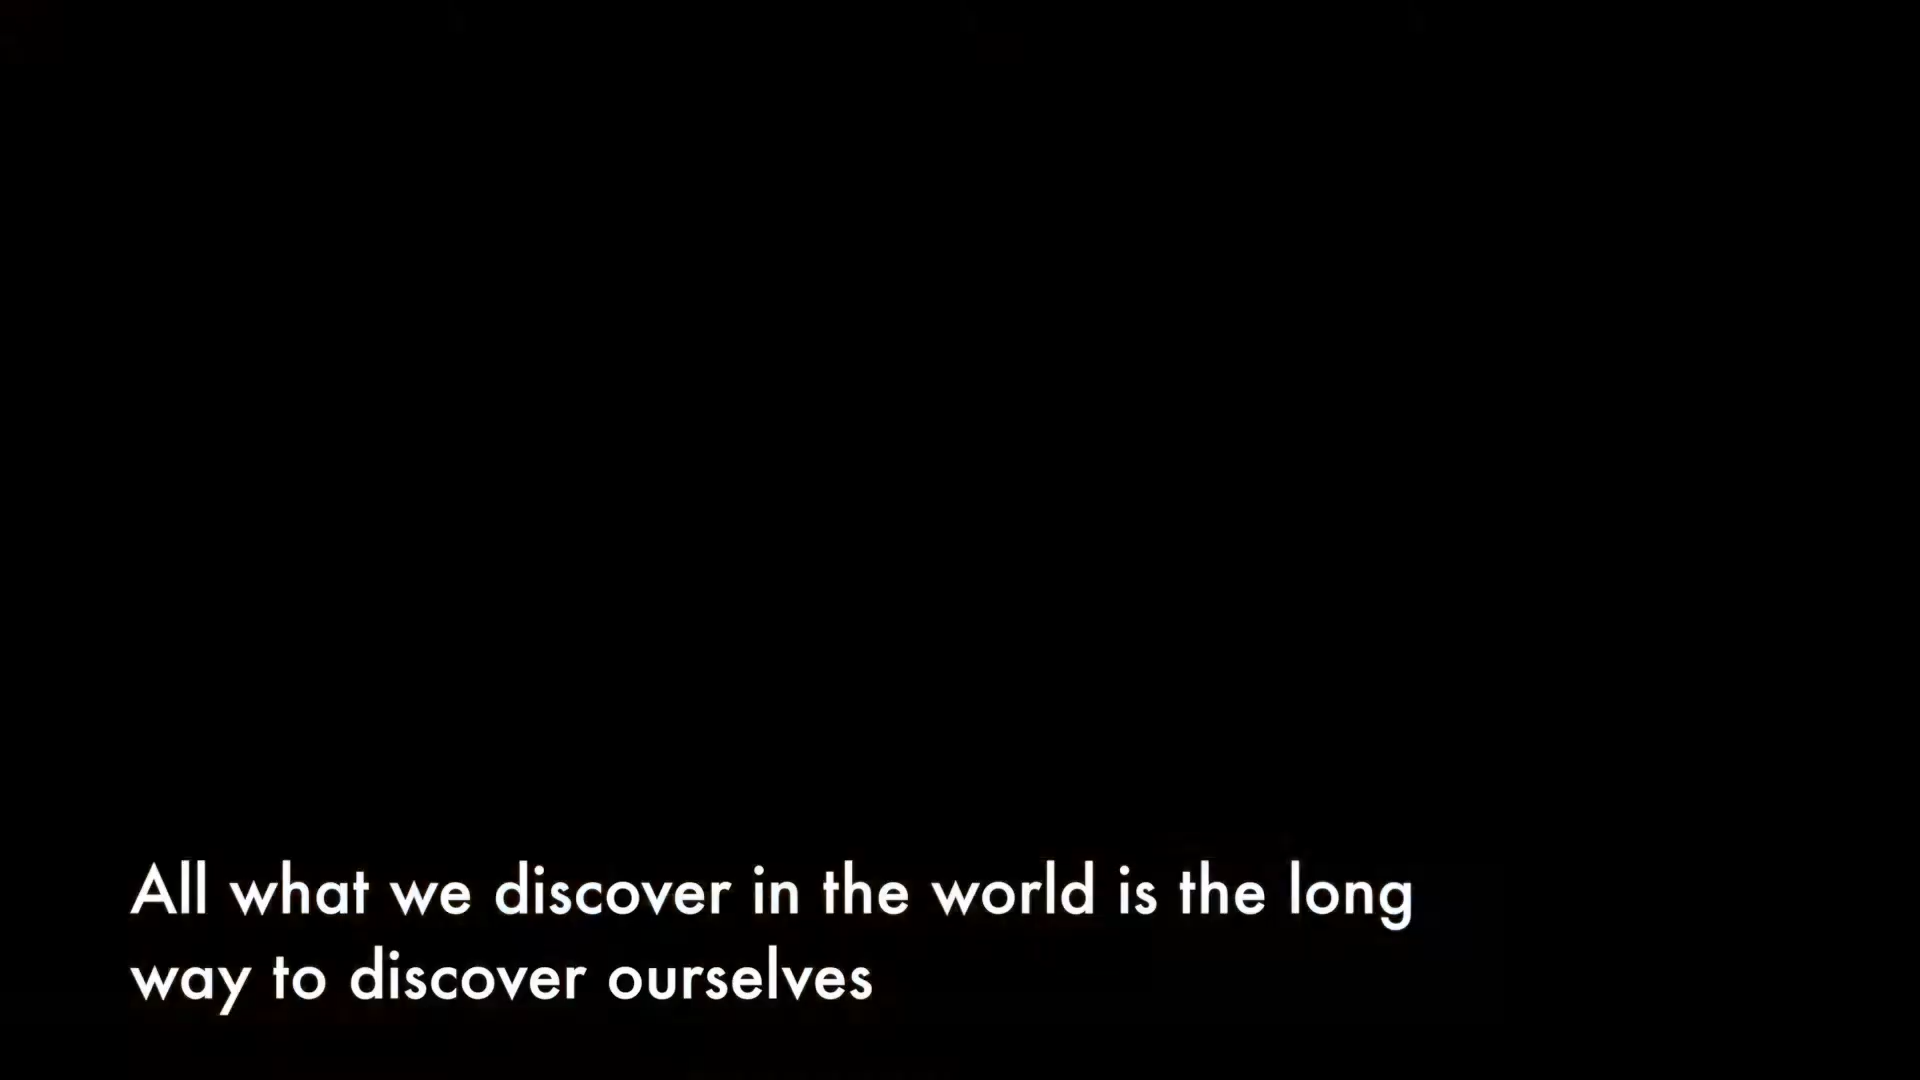 All what we discover in the world is the long
way to discover ourselves